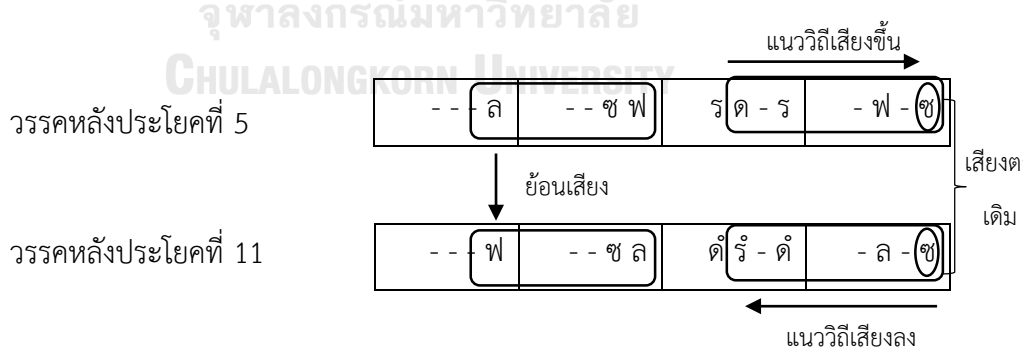 จุฬาลงกรณ์มหาวิทยาลัย
CHULALONGKORN UNIVERSITY
แนววิถีเสียงขึ้น
วรรคหลังประโยคที่ 5 - - - ล - - ซ ฟ ร ด - ร - ฟ - ซ
ย้อนเสียง
เสียงต
เดิม
วรรคหลังประโยคที่ 11 - - - ฟ - - ซ ล ดํ รํ - ดํ - ล - ซ
แนววิถีเสียงลง